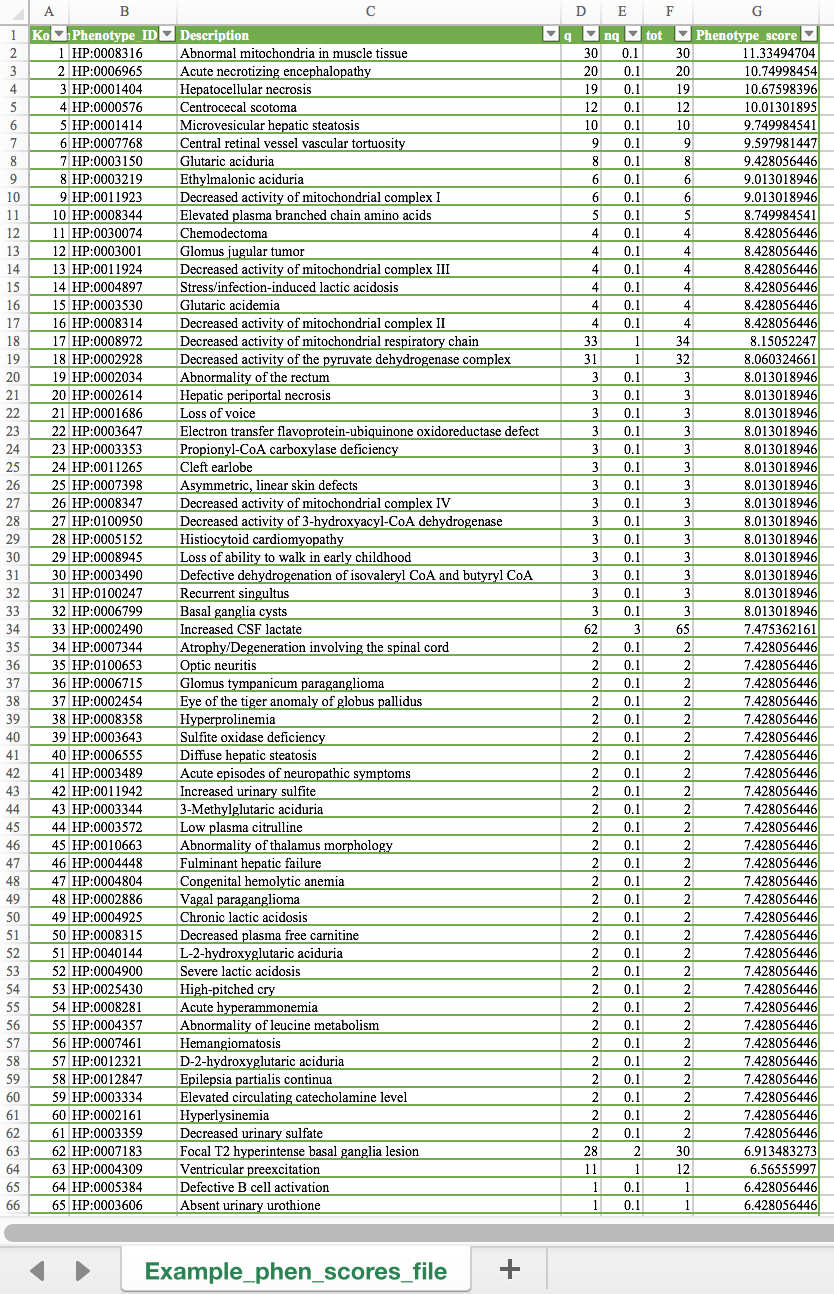 A B C D E F G
1 Ko Phenotype_ID Description q nq tot Phenotype_score
2 1 HP:0008316 Abnormal mitochondria in muscle tissue 30 0.1 30 11.33494704
3 2 HP:0006965 Acute necrotizing encephalopathy 20 0.1 20 10.74998454
4 3 HP:0001404 Hepatocellular necrosis 19 0.1 19 10.67598396
5 4 HP:0000576 Centrocecal scotoma 12 0.1 12 10.01301895
6 5 HP:0001414 Microvesicular hepatic steatosis 10 0.1 10 9.749984541
7 6 HP:0007768 Central retinal vessel vascular tortuosity 9 0.1 9 9.597981447
8 7 HP:0003150 Glutaric aciduria 8 0.1 8 9.428056446
9 8 HP:0003219 Ethylmalonic aciduria 6 0.1 6 9.013018946
10 9 HP:0011923 Decreased activity of mitochondrial complex I 6 0.1 6 9.013018946
11 10 HP:0008344 Elevated plasma branched chain amino acids 5 0.1 5 8.749984541
12 11 HP:0030074 Chemodectoma 4 0.1 4 8.428056446
13 12 HP:0003001 Glomus jugular tumor 4 0.1 4 8.428056446
14 13 HP:0011924 Decreased activity of mitochondrial complex III 4 0.1 4 8.428056446
15 14 HP:0004897 Stress/infection-induced lactic acidosis 4 0.1 4 8.428056446
16 15 HP:0003530 Glutaric acidemia 4 0.1 4 8.428056446
17 16 HP:0008314 Decreased activity of mitochondrial complex II 4 0.1 4 8.428056446
18 17 HP:0008972 Decreased activity of mitochondrial respiratory chain 33 1 34 8.15052247
19 18 HP:0002928 Decreased activity of the pyruvate dehydrogenase complex 31 1 32 8.060324661
20 19 HP:0002034 Abnormality of the rectum 3 0.1 3 8.013018946
21 20 HP:0002614 Hepatic periportal necrosis 3 0.1 3 8.013018946
22 21 HP:0001686 Loss of voice 3 0.1 3 8.013018946
23 22 HP:0003647 Electron transfer flavoprotein-ubiquinone oxidoreductase defect 3 0.1 3 8.013018946
24 23 HP:0003353 Propionyl-CoA carboxylase deficiency 3 0.1 3 8.013018946
25 24 HP:0011265 Cleft earlobe 3 0.1 3 8.013018946
26 25 HP:0007398 Asymmetric, linear skin defects 3 0.1 3 8.013018946
27 26 HP:0008347 Decreased activity of mitochondrial complex IV 3 0.1 3 8.013018946
28 27 HP:0100950 Decreased activity of 3-hydroxyacyl-CoA dehydrogenase 3 0.1 3 8.013018946
29 28 HP:0005152 Histiocytoid cardiomyopathy 3 0.1 3 8.013018946
30 29 HP:0008945 Loss of ability to walk in early childhood 3 0.1 3 8.013018946
31 30 HP:0003490 Defective dehydrogenation of isovaleryl CoA and butyryl CoA 3 0.1 3 8.013018946
32 31 HP:0100247 Recurrent singultus 3 0.1 3 8.013018946
33 32 HP:0006799 Basal ganglia cysts 3 0.1 3 8.013018946
34 33 HP:0002490 Increased CSF lactate 62 3 65 7.475362161
35 34 HP:0007344 Atrophy/Degeneration involving the spinal cord 2 0.1 2 7.428056446
36 35 HP:0100653 Optic neuritis 2 0.1 2 7.428056446
37 36 HP:0006715 Glomus tympanicum paraganglioma 2 0.1 2 7.428056446
38 37 HP:0002454 Eye of the tiger anomaly of globus pallidus 2 0.1 2 7.428056446
39 38 HP:0008358 Hyperprolinemia 2 0.1 2 7.428056446
40 39 HP:0003643 Sulfite oxidase deficiency 2 0.1 2 7.428056446
41 40 HP:0006555 Diffuse hepatic steatosis 2 0.1 2 7.428056446
42 41 HP:0003489 Acute episodes of neuropathic symptoms 2 0.1 2 7.428056446
43 42 HP:0011942 Increased urinary sulfite 2 0.1 2 7.428056446
44 43 HP:0003344 3-Methylglutaric aciduria 2 0.1 2 7.428056446
45 44 HP:0003572 Low plasma citrulline 2 0.1 2 7.428056446
46 45 HP:0010663 Abnormality of thalamus morphology 2 0.1 2 7.428056446
47 46 HP:0004448 Fulminant hepatic failure 2 0.1 2 7.428056446
48 47 HP:0004804 Congenital hemolytic anemia 2 0.1 2 7.428056446
49 48 HP:0002886 Vagal paraganglioma 2 0.1 2 7.428056446
50 49 HP:0004925 Chronic lactic acidosis 2 0.1 2 7.428056446
51 50 HP:0008315 Decreased plasma free carnitine 2 0.1 2 7.428056446
52 51 HP:0040144 L-2-hydroxyglutaric aciduria 2 0.1 2 7.428056446
53 52 HP:0004900 Severe lactic acidosis 2 0.1 2 7.428056446
54 53 HP:0025430 High-pitched cry 2 0.1 2 7.428056446
55 54 HP:0008281 Acute hyperammonemia 2 0.1 2 7.428056446
56 55 HP:0004357 Abnormality of leucine metabolism 2 0.1 2 7.428056446
57 56 HP:0007461 Hemangiomatosis 2 0.1 2 7.428056446
58 57 HP:0012321 D-2-hydroxyglutaric aciduria 2 0.1 2 7.428056446
59 58 HP:0012847 Epilepsia partialis continua 2 0.1 2 7.428056446
60 59 HP:0003334 Elevated circulating catecholamine level 2 0.1 2 7.428056446
61 60 HP:0002161 Hyperlysinemia 2 0.1 2 7.428056446
62 61 HP:0003359 Decreased urinary sulfate 2 0.1 2 7.428056446
63 62 HP:0007183 Focal T2 hyperintense basal ganglia lesion 28 2 30 6.913483273
64 63 HP:0004309 Ventricular preexcitation 11 1 12 6.56555997
65 64 HP:0005384 Defective B cell activation 1 0.1 1 6.428056446
66 65 HP:0003606 Absent urinary urothione 1 0.1 1 6.428056446
Example_phen_scores_file +